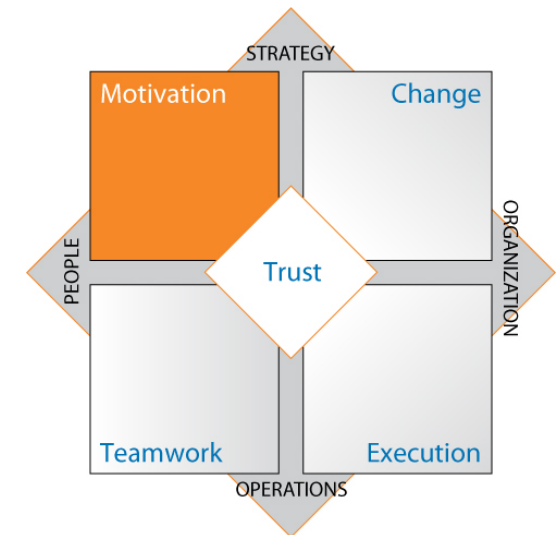 STRATEGY
Motivation
Change
PEOPLE
Trust
ORGANIZATION
Teamwork
Execution
OPERATIONS